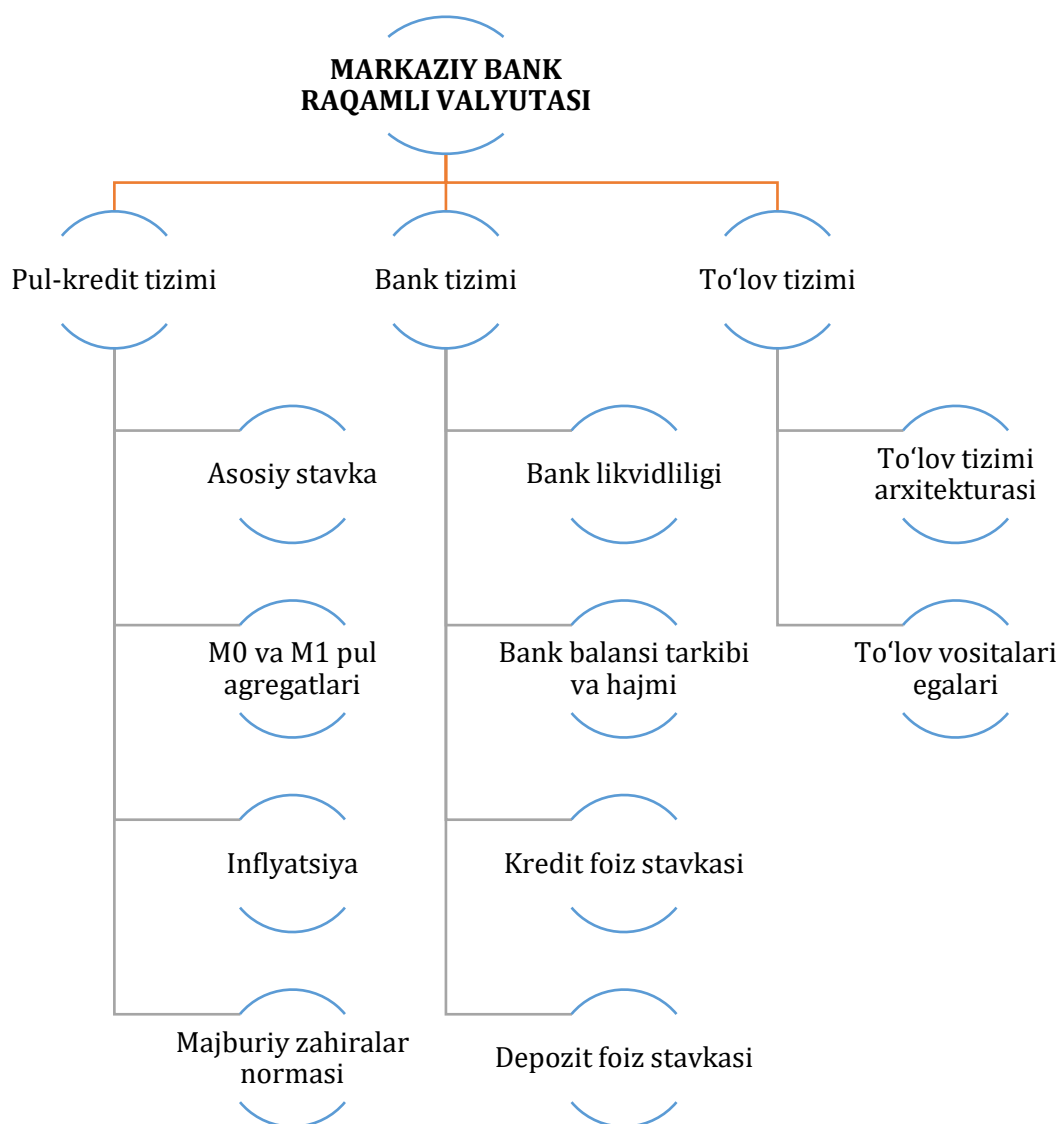 MARKAZIY BANK
RAQAMLI VALYUTASI
Pul-kredit tizimi
Bank tizimi
To‘lov tizimi
Asosiy stavka
Bank likvidliligi
To‘lov tizimi
arxitekturasi
M0 va M1 pul
agregatlari
Bank balansi tarkibi
va hajmi
To‘lov vositalari
egalari
Inflyatsiya
Kredit foiz stavkasi
Majburiy zahiralar
normasi
Depozit foiz stavkasi